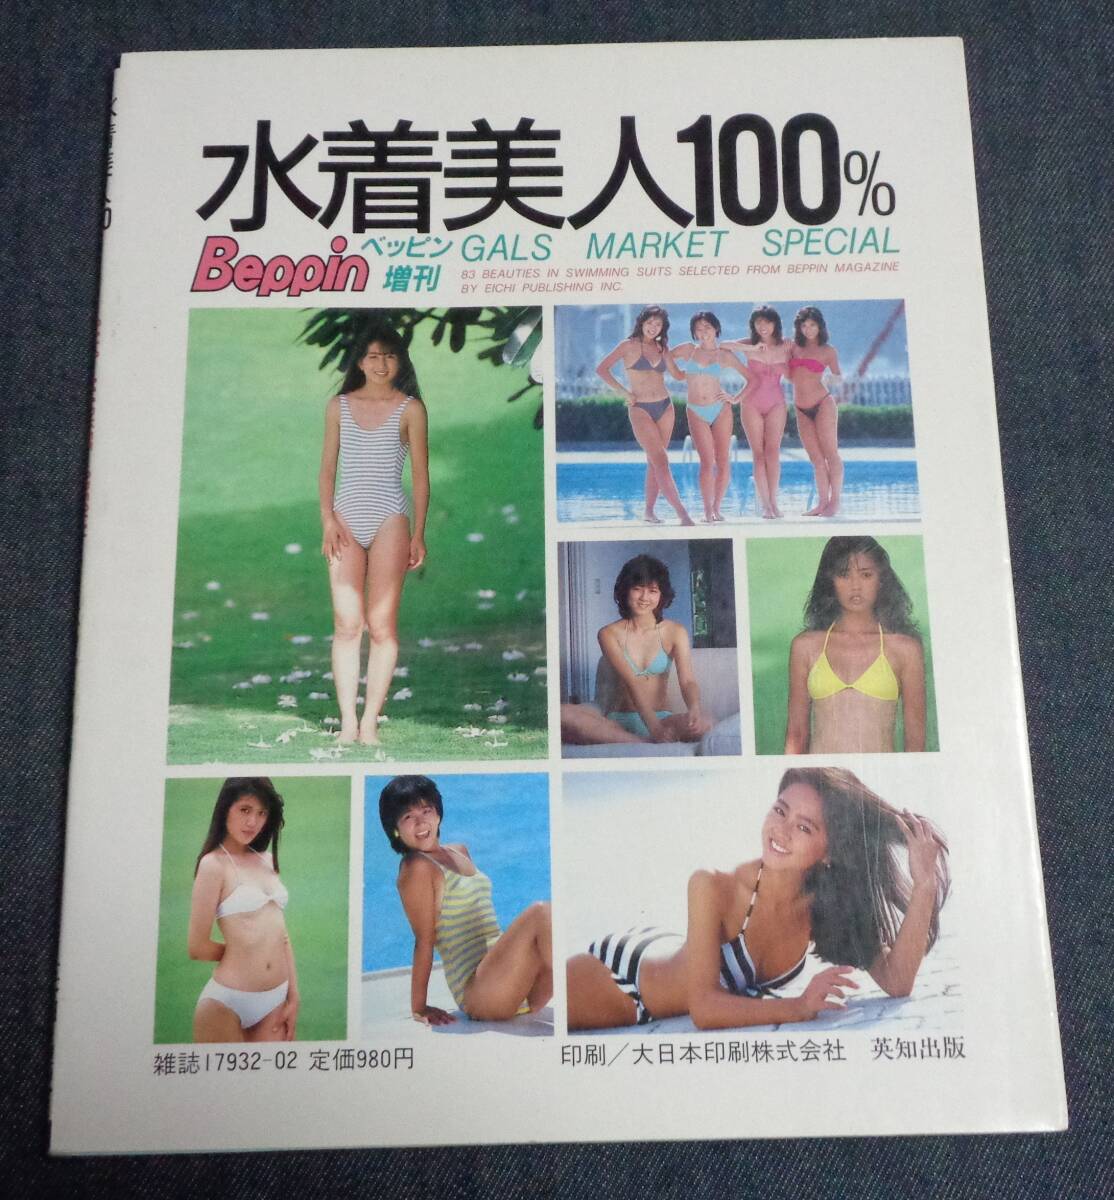 水着美人100%
Beppin ベッピン増刊 GALS MARKET SPECIAL
83 BEAUTIES IN SWIMMING SUITS SELECTED FROM BEPPIN MAGAZINE
BY EICHI PUBLISHING INC.
雑誌17932-02 定価980円
印刷/大日本印刷株式会社 英知出版